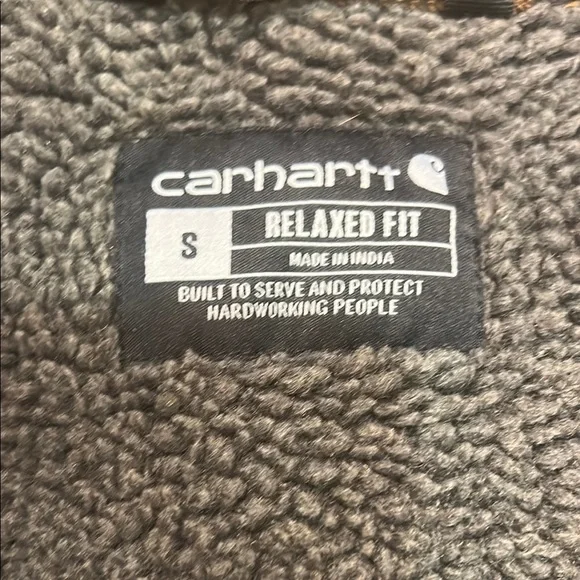 carhartt
S
RELAXED FIT
MADE IN INDIA
BUILT TO SERVE AND PROTECT
HARDWORKING PEOPLE